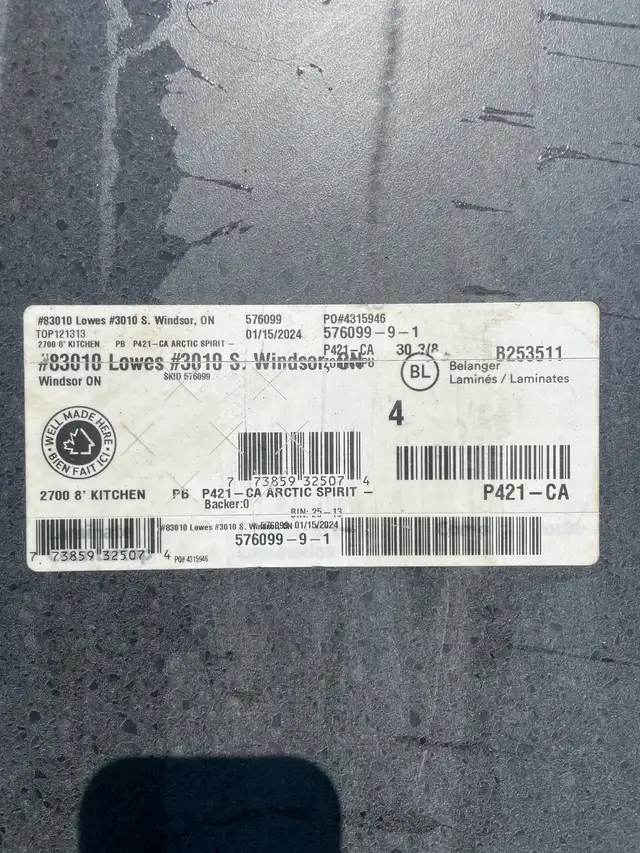 #83010 Lowes #3010 S. Windsor, ON 576099 PO#4315946
TOP121313 01/15/2024 576099-9-1
2700 8' KITCHEN PB P421-CA ARCTIC SPIRIT - P421-CA 30 3/8 B253511
#83010 Lowes #3010 S. Windsor, ON
Windsor ON SKID 576099
BL Belanger
Laminés / Laminates
4
WELL MADE HERE
BIEN FAIT ICI
7 73859 32507 4
2700 8' KITCHEN PB P421-CA ARCTIC SPIRIT - P421-CA
Backer:0
BIN: 25-13
#83010 Lowes #3010 S. Windsor, ON 01/15/2024
576099
576099-9-1
7 73859 32507 4
PO# 4315946